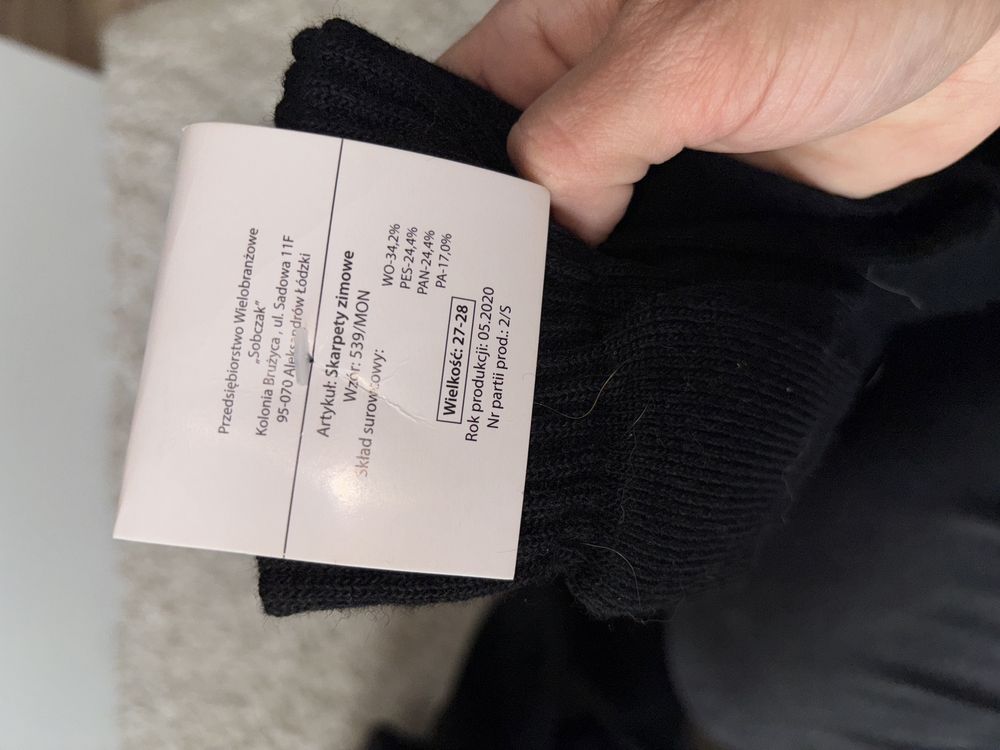 Przedsiębiorstwo Wielobranżowe
„Sobczak”
Kolonia Brużyca , ul. Sadowa 11F
95-070 Aleksandrów Łódzki
Artykuł: Skarpety zimowe
Wzór: 539/MON
Skład surowcowy:
WO-34,2%
PES-24,4%
PAN-24,4%
PA-17,0%
Wielkość: 27-28
Rok produkcji: 05.2020
Nr partii prod.: 2/S